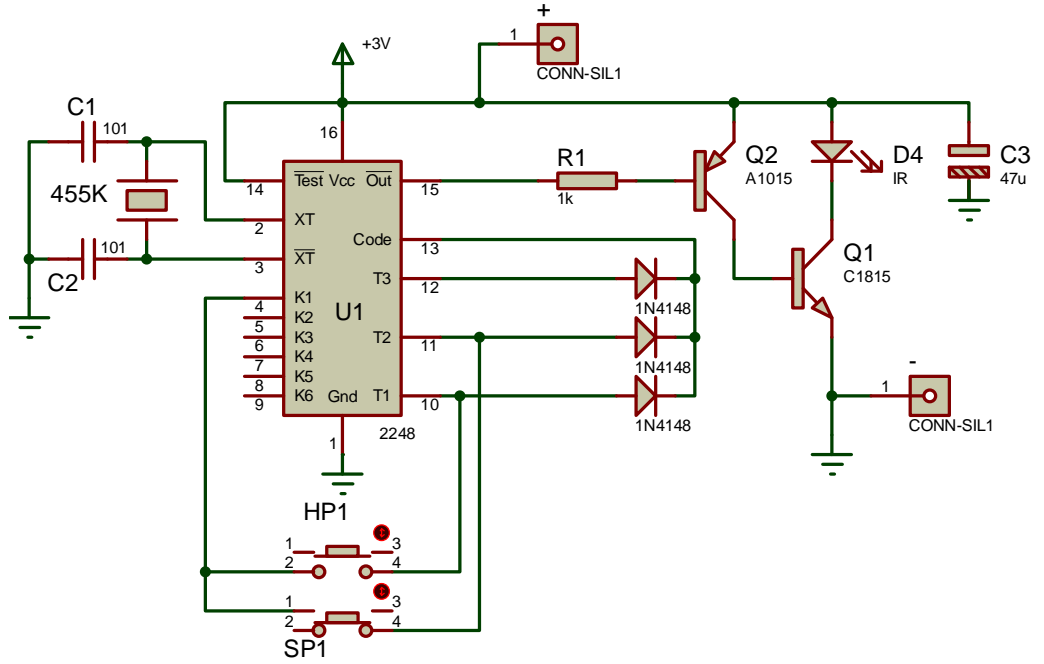 +
+3V
1
CONN-SIL1
C1
101
16
14
Test Vcc Out
15
R1
1k
Q2
A1015
D4
IR
C3
47u
455K
2
XT
Code
13
C2
101
3
XT
T3
12
1N4148
Q1
C1815
K1
4
K2
5
K3
6
K4
7
K5
8
K6
9
U1
T2
11
1N4148
Gnd
T1
10
1N4148
1
2248
-
1
CONN-SIL1
HP1
1
3
2
4
1
3
2
4
SP1